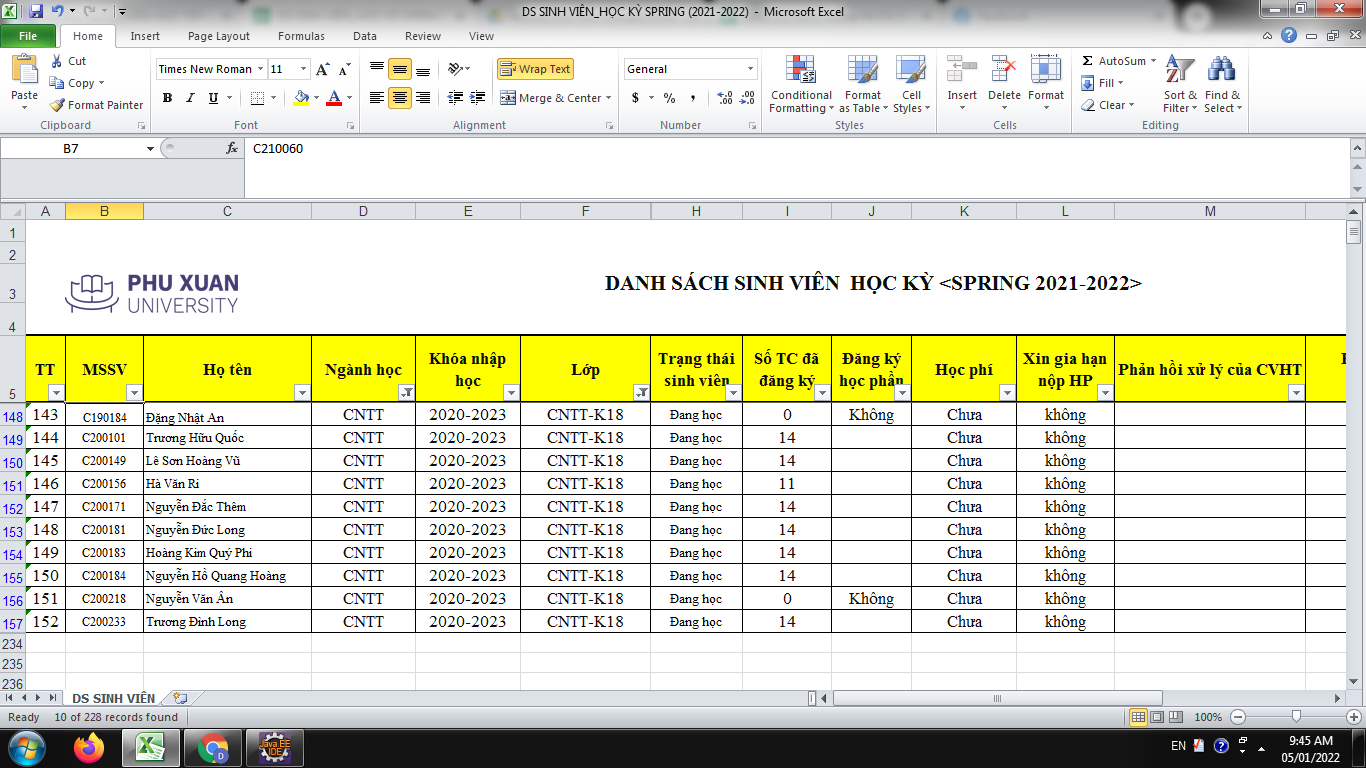 DS SINH VIÊN_HỌC KỲ SPRING (2021-2022) - Microsoft Excel
File Home Insert Page Layout Formulas Data Review View
Cut
Copy
Format Painter
Paste
Clipboard
Times New Roman 11
B I U
Font
Wrap Text
Merge & Center
Alignment
General
$ % ,
Number
Conditional Formatting
Format as Table
Cell Styles
Styles
Insert Delete Format
Cells
AutoSum
Fill
Clear
Sort & Filter
Find & Select
Editing
B7 fx C210060
A B C D E F H I J K L M
1
2
3
4
5
PHU XUAN
UNIVERSITY
DANH SÁCH SINH VIÊN HỌC KỲ <SPRING 2021-2022>
TT MSSV Họ tên Ngành học Khóa nhập học Lớp Trạng thái sinh viên Số TC đã đăng ký Đăng ký học phần Học phí Xin gia hạn nộp HP Phản hồi xử lý của CVHT
148 143 C190184 Đặng Nhật An CNTT 2020-2023 CNTT-K18 Đang học 0 Không Chưa không
149 144 C200101 Trương Hữu Quốc CNTT 2020-2023 CNTT-K18 Đang học 14 Chưa không
150 145 C200149 Lê Sơn Hoàng Vũ CNTT 2020-2023 CNTT-K18 Đang học 14 Chưa không
151 146 C200156 Hà Văn Ri CNTT 2020-2023 CNTT-K18 Đang học 11 Chưa không
152 147 C200171 Nguyễn Đắc Thêm CNTT 2020-2023 CNTT-K18 Đang học 14 Chưa không
153 148 C200181 Nguyễn Đức Long CNTT 2020-2023 CNTT-K18 Đang học 14 Chưa không
154 149 C200183 Hoàng Kim Quý Phi CNTT 2020-2023 CNTT-K18 Đang học 14 Chưa không
155 150 C200184 Nguyễn Hồ Quang Hoàng CNTT 2020-2023 CNTT-K18 Đang học 14 Chưa không
156 151 C200218 Nguyễn Văn Ân CNTT 2020-2023 CNTT-K18 Đang học 0 Không Chưa không
157 152 C200233 Trương Đình Long CNTT 2020-2023 CNTT-K18 Đang học 14 Chưa không
234
235
236
DS SINH VIÊN
Ready 10 of 228 records found 100%
Java EE
IDE
EN 9:45 AM
05/01/2022